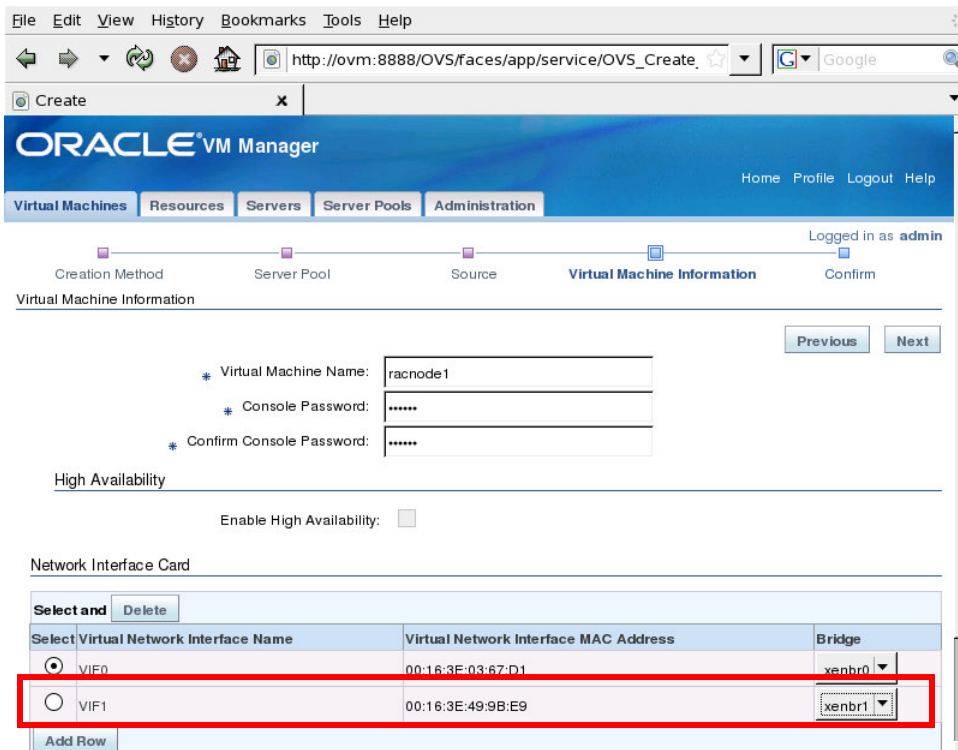 File Edit View History Bookmarks Tools Help
http://ovm:8888/OVS/faces/app/service/OVS_Create_ G Google
Create x
ORACLE VM Manager
Home Profile Logout Help
Virtual Machines Resources Servers Server Pools Administration
Logged in as admin
Creation Method Server Pool Source Virtual Machine Information Confirm
Virtual Machine Information
Previous Next
* Virtual Machine Name: racnode1
* Console Password: ••••••
* Confirm Console Password: ••••••
High Availability
Enable High Availability:
Network Interface Card
Select and Delete
Select Virtual Network Interface Name Virtual Network Interface MAC Address Bridge
VIF0 00:16:3E:03:67:D1 xenbr0
VIF1 00:16:3E:49:9B:E9 xenbr1
Add Row